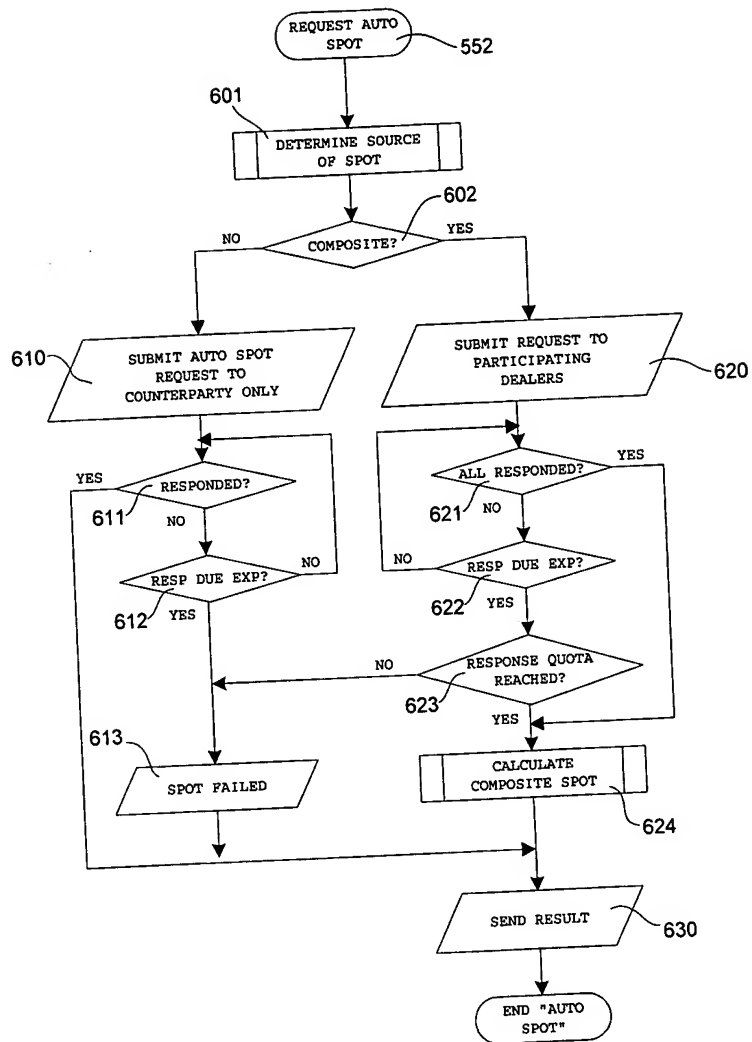 REQUEST AUTO
SPOT
552
601
DETERMINE SOURCE
OF SPOT
602
NO
COMPOSITE?
YES
610
SUBMIT AUTO SPOT
REQUEST TO
COUNTERPARTY ONLY
SUBMIT REQUEST TO
PARTICIPATING
DEALERS
620
YES
RESPONDED?
611
NO
ALL RESPONDED?
YES
621
NO
RESP DUE EXP?
NO
612
YES
NO
RESP DUE EXP?
622
YES
NO
RESPONSE QUOTA
REACHED?
623
YES
613
SPOT FAILED
CALCULATE
COMPOSITE SPOT
624
SEND RESULT
630
END "AUTO
SPOT"